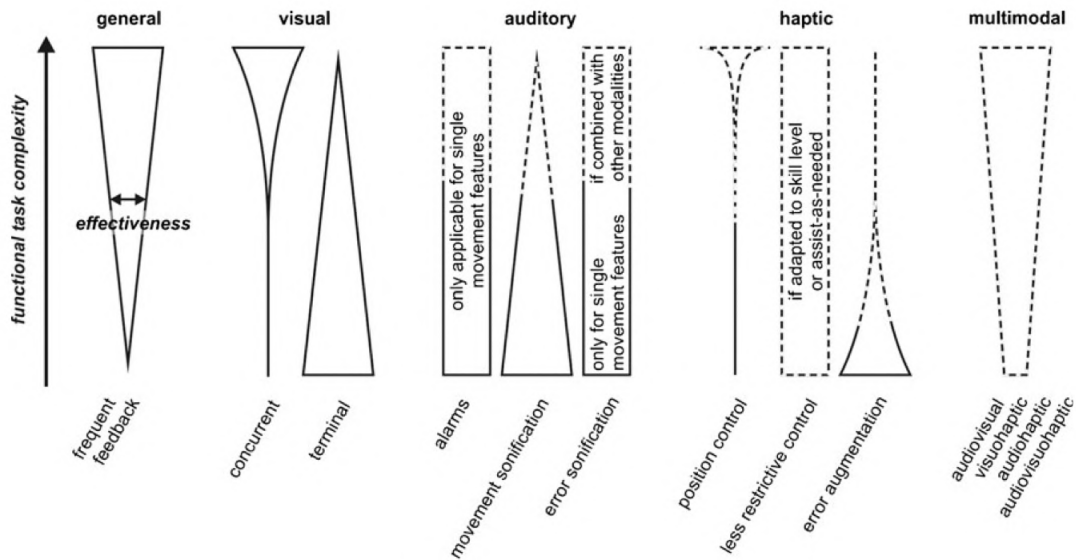 general
visual
auditory
haptic
multimodal
functional task complexity
effectiveness
only applicable for single
movement features
if combined with
other modalities
only for single
movement features
if adapted to skill level
or assist-as-needed
frequent
feedback
concurrent
terminal
alarms
movement sonification
error sonification
position control
less restrictive control
error augmentation
audiovisual
visuohaptic
audiohaptic
audiovisuohaptic